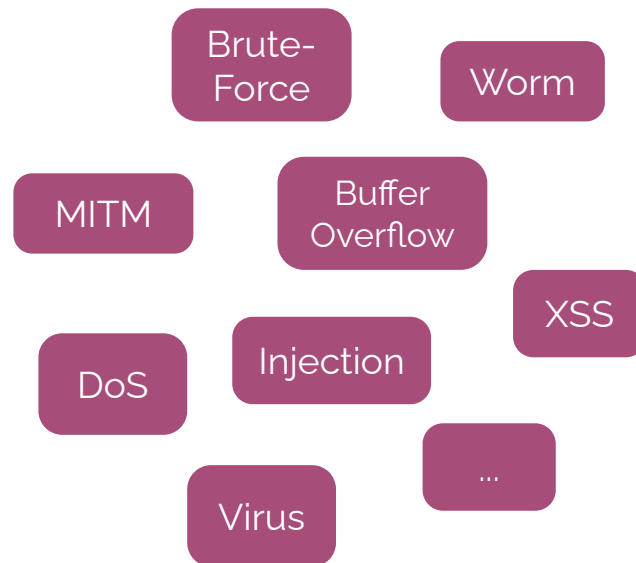 Brute-
Force
Worm
MITM
Buffer
Overflow
XSS
Injection
DoS
...
Virus